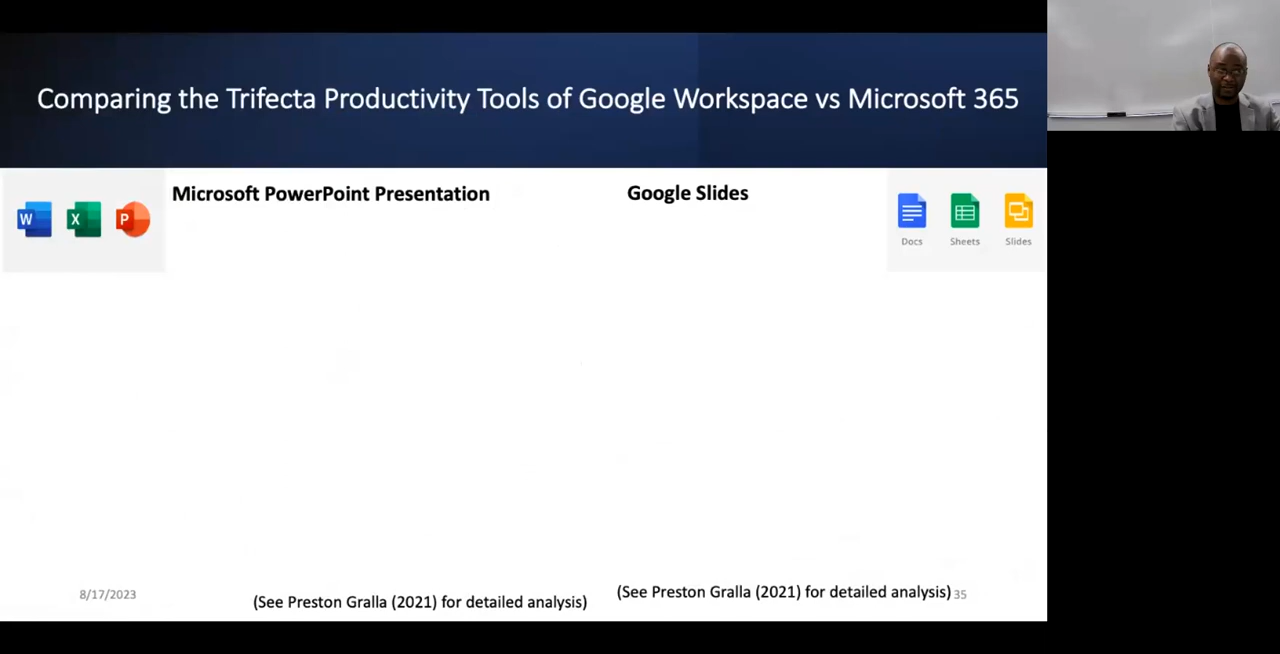 Comparing the Trifecta Productivity Tools of Google Workspace vs Microsoft 365
Microsoft PowerPoint Presentation
Google Slides
W X P
Docs Sheets Slides
8/17/2023
(See Preston Gralla (2021) for detailed analysis)
(See Preston Gralla (2021) for detailed analysis)
35